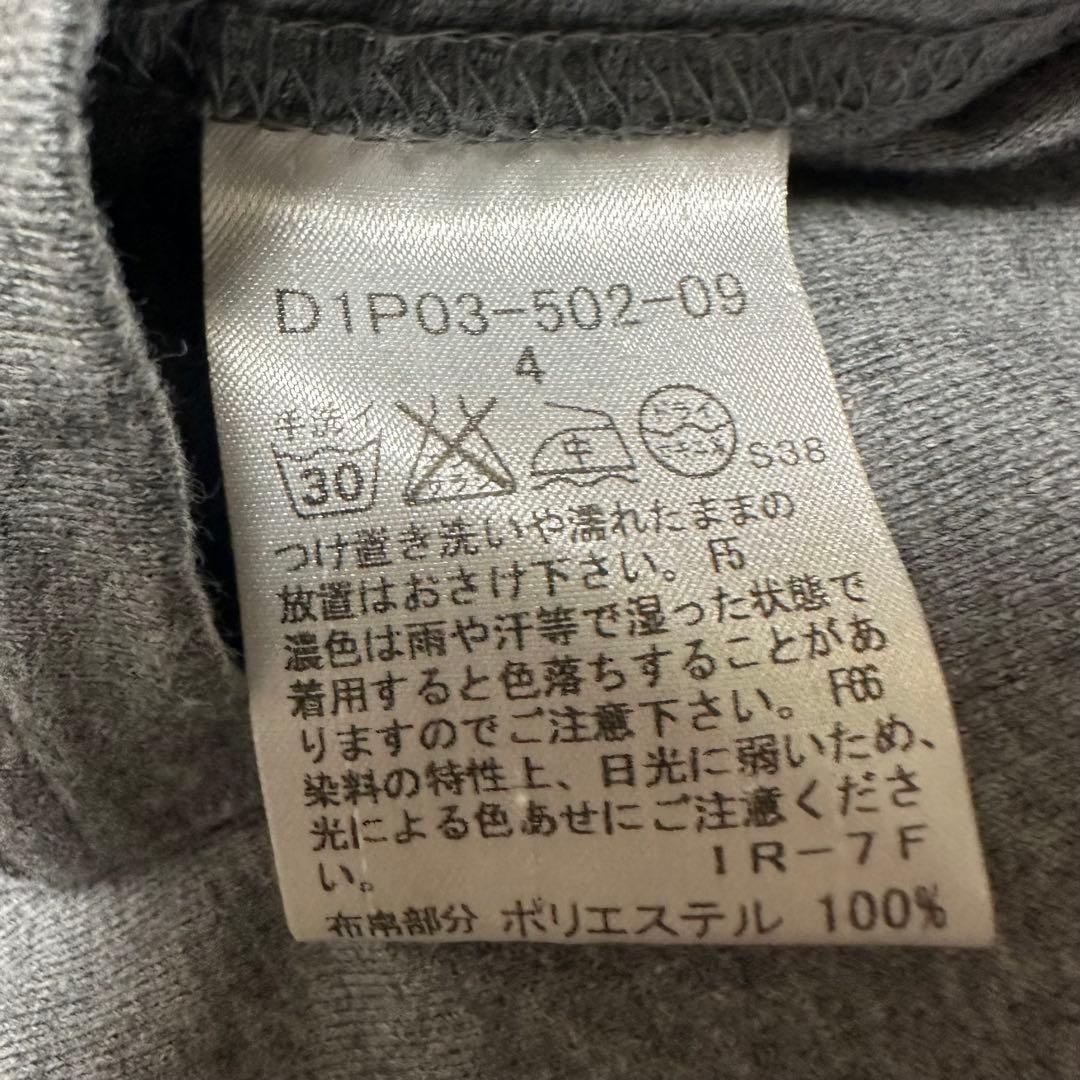 D1P03-502-09
4
手洗イ
30
中
ドライ
S38
つけ置き洗いや濡れたままの
放置はおさけ下さい。 F5
濃色は雨や汗等で湿った状態で
着用すると色落ちすることがあ
りますのでご注意下さい。 F86
染料の特性上、日光に弱いため、
光による色あせにご注意くださ
い。 IR-7F
布帛部分 ポリエステル 100%